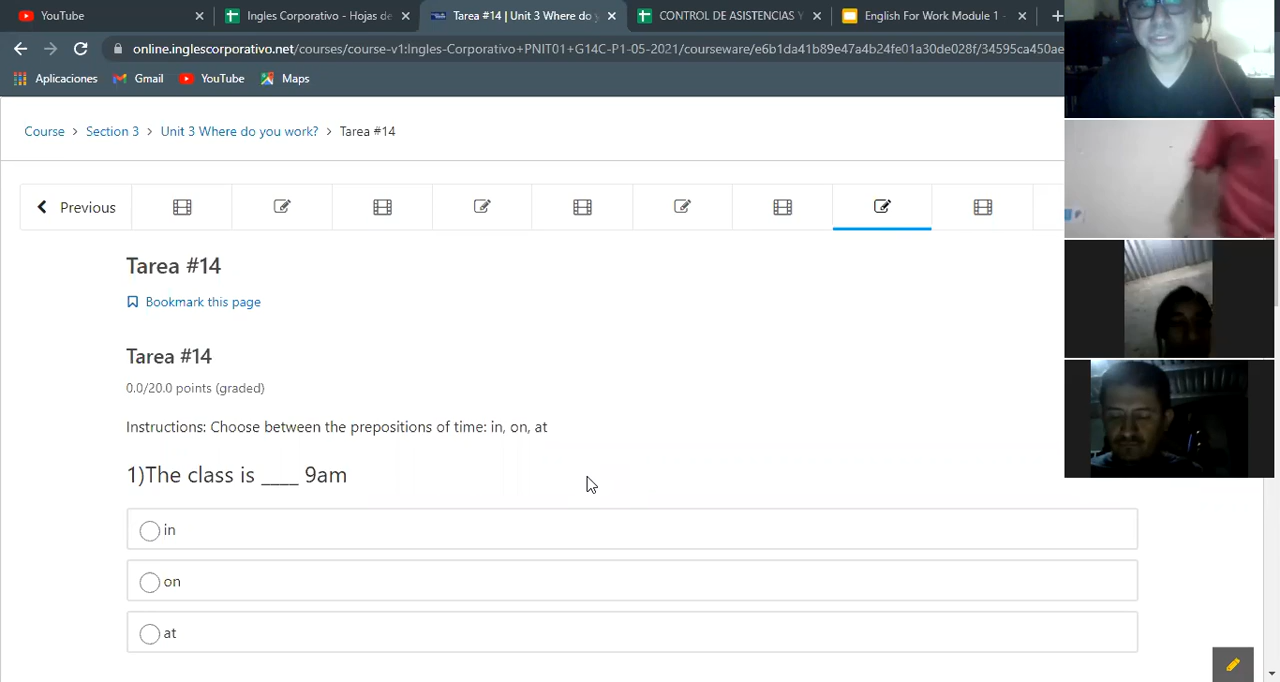 YouTube
Ingles Corporativo - Hojas de
Tarea #14 | Unit 3 Where do yo
CONTROL DE ASISTENCIAS Y
English For Work Module 1 -
online.inglescorporativo.net/courses/course-v1:Ingles-Corporativo+PNIT01+G14C-P1-05-2021/courseware/e6b1da41b89e47a4b24fe01a30de028f/34595ca450ae
Aplicaciones
Gmail
YouTube
Maps
Course > Section 3 > Unit 3 Where do you work? > Tarea #14
Previous
Tarea #14
Bookmark this page
Tarea #14
0.0/20.0 points (graded)
Instructions: Choose between the prepositions of time: in, on, at
1)The class is ____ 9am
in
on
at